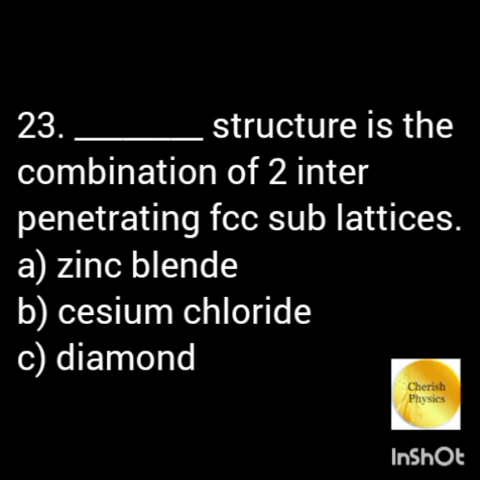 23. _______ structure is the
combination of 2 inter
penetrating fcc sub lattices.
a) zinc blende
b) cesium chloride
c) diamond
Cherish
Physics
InShOt